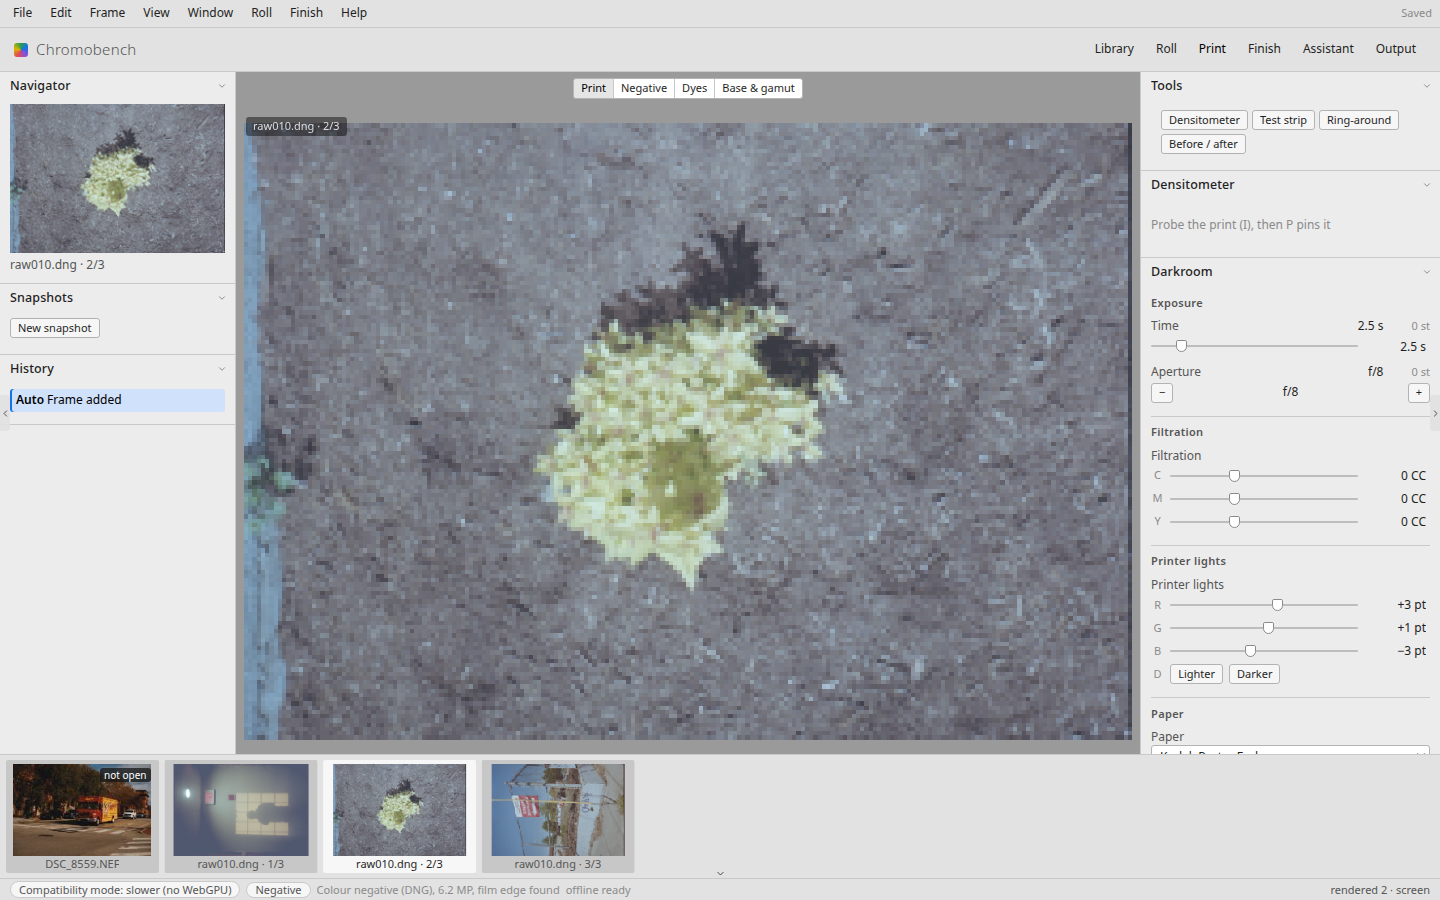 File Edit Frame View Window Roll Finish Help Saved
Chromobench Library Roll Print Finish Assistant Output
Navigator
raw010.dng · 2/3
Snapshots
New snapshot
History
Auto Frame added
Print Negative Dyes Base & gamut
raw010.dng · 2/3
Tools
Densitometer Test strip Ring-around
Before / after
Densitometer
Probe the print (I), then P pins it
Darkroom
Exposure
Time 2.5 s 0 st
2.5 s
Aperture f/8 0 st
− f/8 +
Filtration
Filtration
C 0 CC
M 0 CC
Y 0 CC
Printer lights
Printer lights
R +3 pt
G +1 pt
B −3 pt
D Lighter Darker
Paper
Paper
not open
DSC_8559.NEF
raw010.dng · 1/3
raw010.dng · 2/3
raw010.dng · 3/3
Compatibility mode: slower (no WebGPU) Negative Colour negative (DNG), 6.2 MP, film edge found offline ready rendered 2 · screen